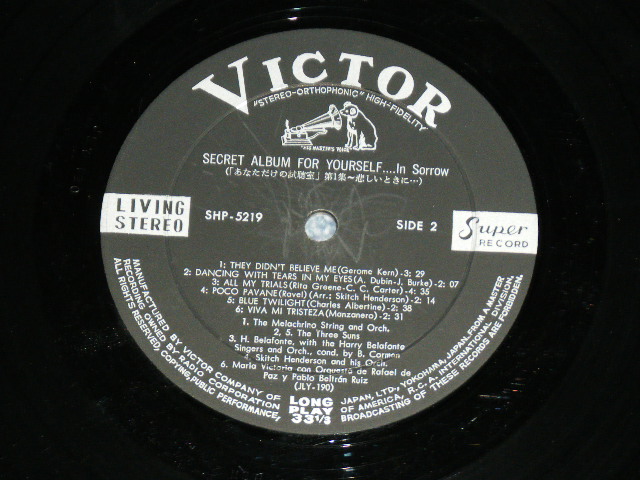 VICTOR
"STEREO-ORTHOPHONIC" HIGH-FIDELITY
"HIS MASTER'S VOICE"
SECRET ALBUM FOR YOURSELF....In Sorrow
(「あなただけの試聴室」第1集~悲しいときに…)
LIVING
STEREO
SHP-5219
SIDE 2
Super
RECORD
1: THEY DIDN'T BELIEVE ME(Gerome Kern)-3: 29
2: DANCING WITH TEARS IN MY EYES(A. Dubin-J. Burke)-2: 07
3: ALL MY TRIALS(Rita Greene-C. C. Carter)-4: 35
4: POCO PAVANE(Ravel)(Arr.: Skitch Henderson)-2: 14
5: BLUE TWILIGHT(Charles Albertine)-2: 38
6: VIVA MI TRISTEZA(Manzanero)-2: 31
1. The Melachrino String and Orch.
2, 5. The Three Suns
3. H. Belafonte, with the Harry Belafonte
Singers and Orch., cond. by B. Corman
4. Skitch Henderson and his Orch.
6. Maria Victoria con Orquesta de Rafael de
Paz y Pablo Beltrán Ruiz
(JLY-190)
LONG
PLAY
33 1/3
MANUFACTURED BY VICTOR COMPANY OF JAPAN, LTD., YOKOHAMA, JAPAN, FROM A MASTER
RECORDING OWNED BY RADIO CORPORATION OF AMERICA, R.C.A. INTERNATIONAL DIVISION.
ALL RIGHTS RESERVED COPYING, PUBLIC PERFORMANCE, BROADCASTING OF THESE RECORDS ARE FORBIDDEN.